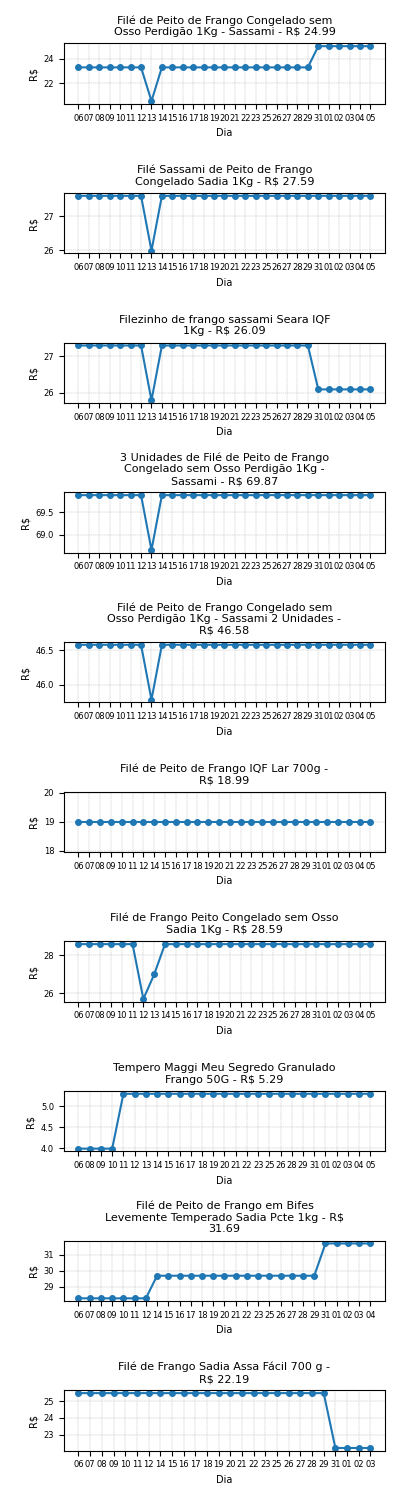 Filé de Peito de Frango Congelado sem
Osso Perdigão 1Kg - Sassami - R$ 24.99
24
22
R$
06 07 08 09 10 11 12 13 14 15 16 17 18 19 20 21 22 23 25 26 27 28 29 31 01 02 03 04 05
Dia
Filé Sassami de Peito de Frango
Congelado Sadia 1Kg - R$ 27.59
27
26
R$
06 07 08 09 10 11 12 13 14 15 16 17 18 19 20 21 22 23 25 26 27 28 29 31 01 02 03 04 05
Dia
Filezinho de frango sassami Seara IQF
1Kg - R$ 26.09
27
26
R$
06 07 08 09 10 11 12 13 14 15 16 17 18 19 20 21 22 23 25 26 27 28 29 31 01 02 03 04 05
Dia
3 Unidades de Filé de Peito de Frango
Congelado sem Osso Perdigão 1Kg -
Sassami - R$ 69.87
69.5
69.0
R$
06 07 08 09 10 11 12 13 14 15 16 17 18 19 20 21 22 23 25 26 27 28 29 31 01 02 03 04 05
Dia
Filé de Peito de Frango Congelado sem
Osso Perdigão 1Kg - Sassami 2 Unidades -
R$ 46.58
46.5
46.0
R$
06 07 08 09 10 11 12 13 14 15 16 17 18 19 20 21 22 23 25 26 27 28 29 31 01 02 03 04 05
Dia
Filé de Peito de Frango IQF Lar 700g -
R$ 18.99
20
19
18
R$
06 07 08 09 10 11 12 13 14 16 17 18 19 20 21 22 23 25 26 27 28 29 31 01 02 03 04 05
Dia
Filé de Frango Peito Congelado sem Osso
Sadia 1Kg - R$ 28.59
28
26
R$
06 07 08 09 10 11 13 14 15 16 17 18 19 20 21 22 23 25 26 27 28 29 31 01 02 03 04 05
Dia
Tempero Maggi Meu Segredo Granulado
Frango 50G - R$ 5.29
5.0
4.5
4.0
R$
06 08 09 10 11 12 13 14 15 16 17 18 19 20 21 22 23 25 26 27 28 29 31 01 02 03 05
Dia
Filé de Peito de Frango em Bifes
Levemente Temperado Sadia Pcte 1kg - R$
31.69
31
30
29
R$
06 07 08 09 10 11 12 14 15 16 17 18 19 20 21 22 23 25 26 27 28 29 31 01 02 03 04
Dia
Filé de Frango Sadia Assa Fácil 700 g -
R$ 22.19
25
24
23
R$
06 07 09 10 11 12 13 14 15 16 17 18 19 20 21 22 23 25 26 27 28 29 31 01 02 03
Dia